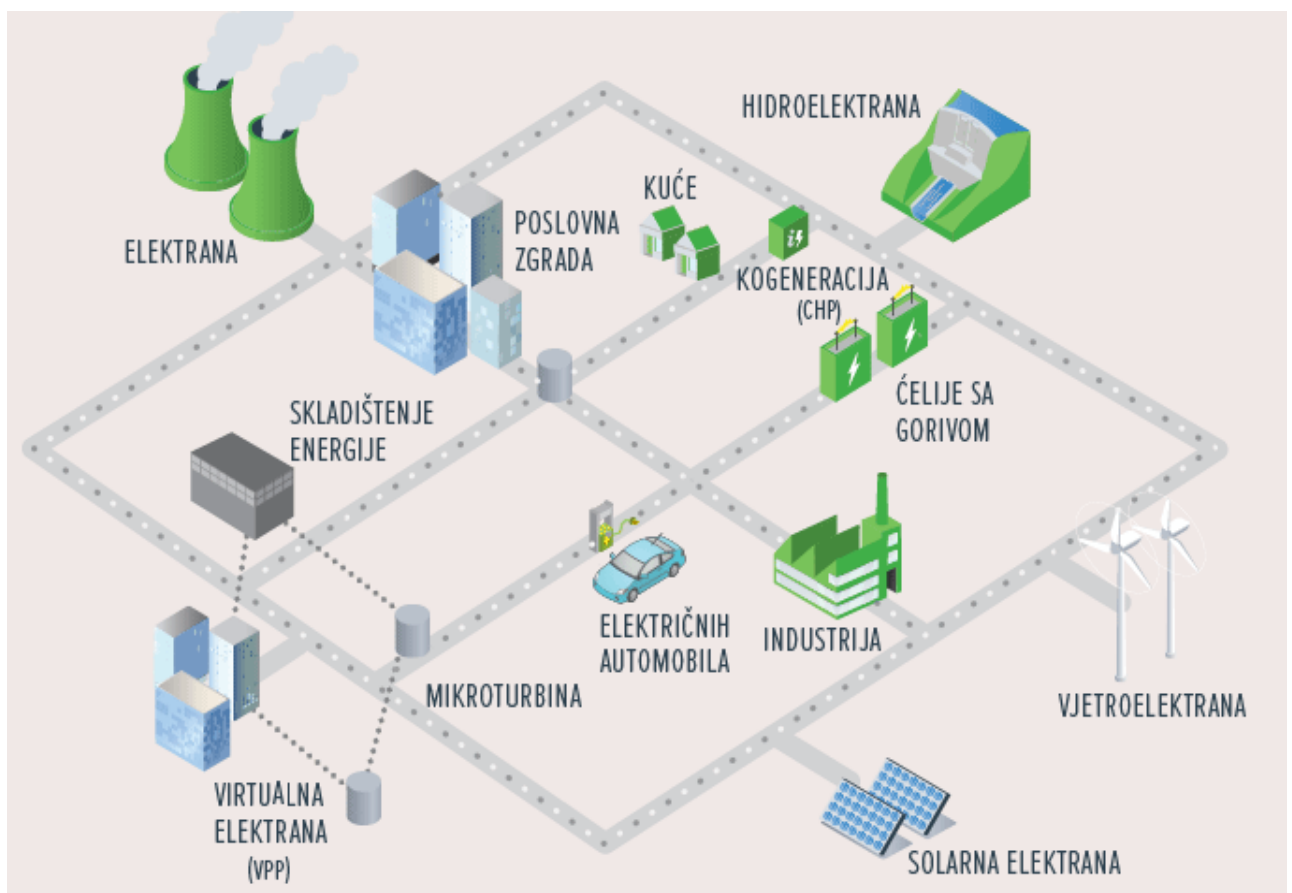 HIDROELEKTRANA
KUĆE
POSLOVNA
ZGRADA
ELEKTRANA
KOGENERACIJA
(CHP)
ĆELIJE SA
GORIVOM
SKLADIŠTENJE
ENERGIJE
ELEKTRIČNIH
AUTOMOBILA
INDUSTRIJA
MIKROTURBINA
VJETROELEKTRANA
VIRTUALNA
ELEKTRANA
(VPP)
SOLARNA ELEKTRANA